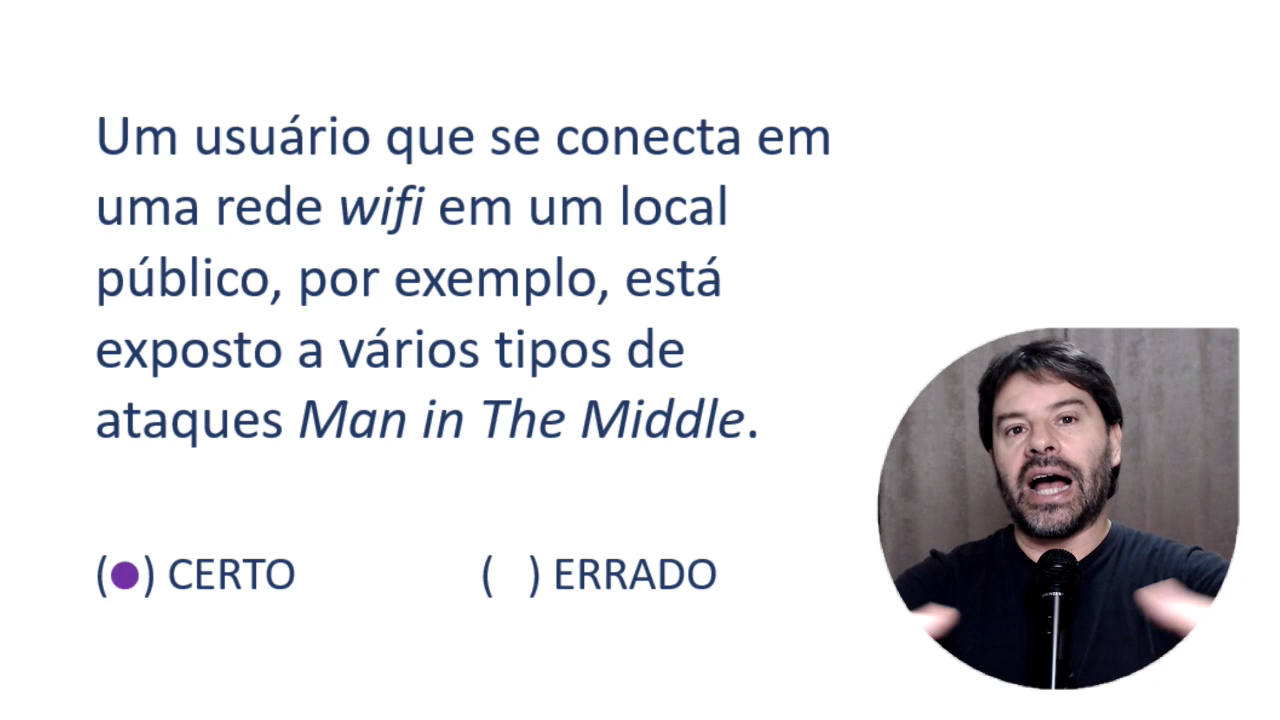 Um usuário que se conecta em
uma rede wifi em um local
público, por exemplo, está
exposto a vários tipos de
ataques Man in The Middle.
(●) CERTO ( ) ERRADO